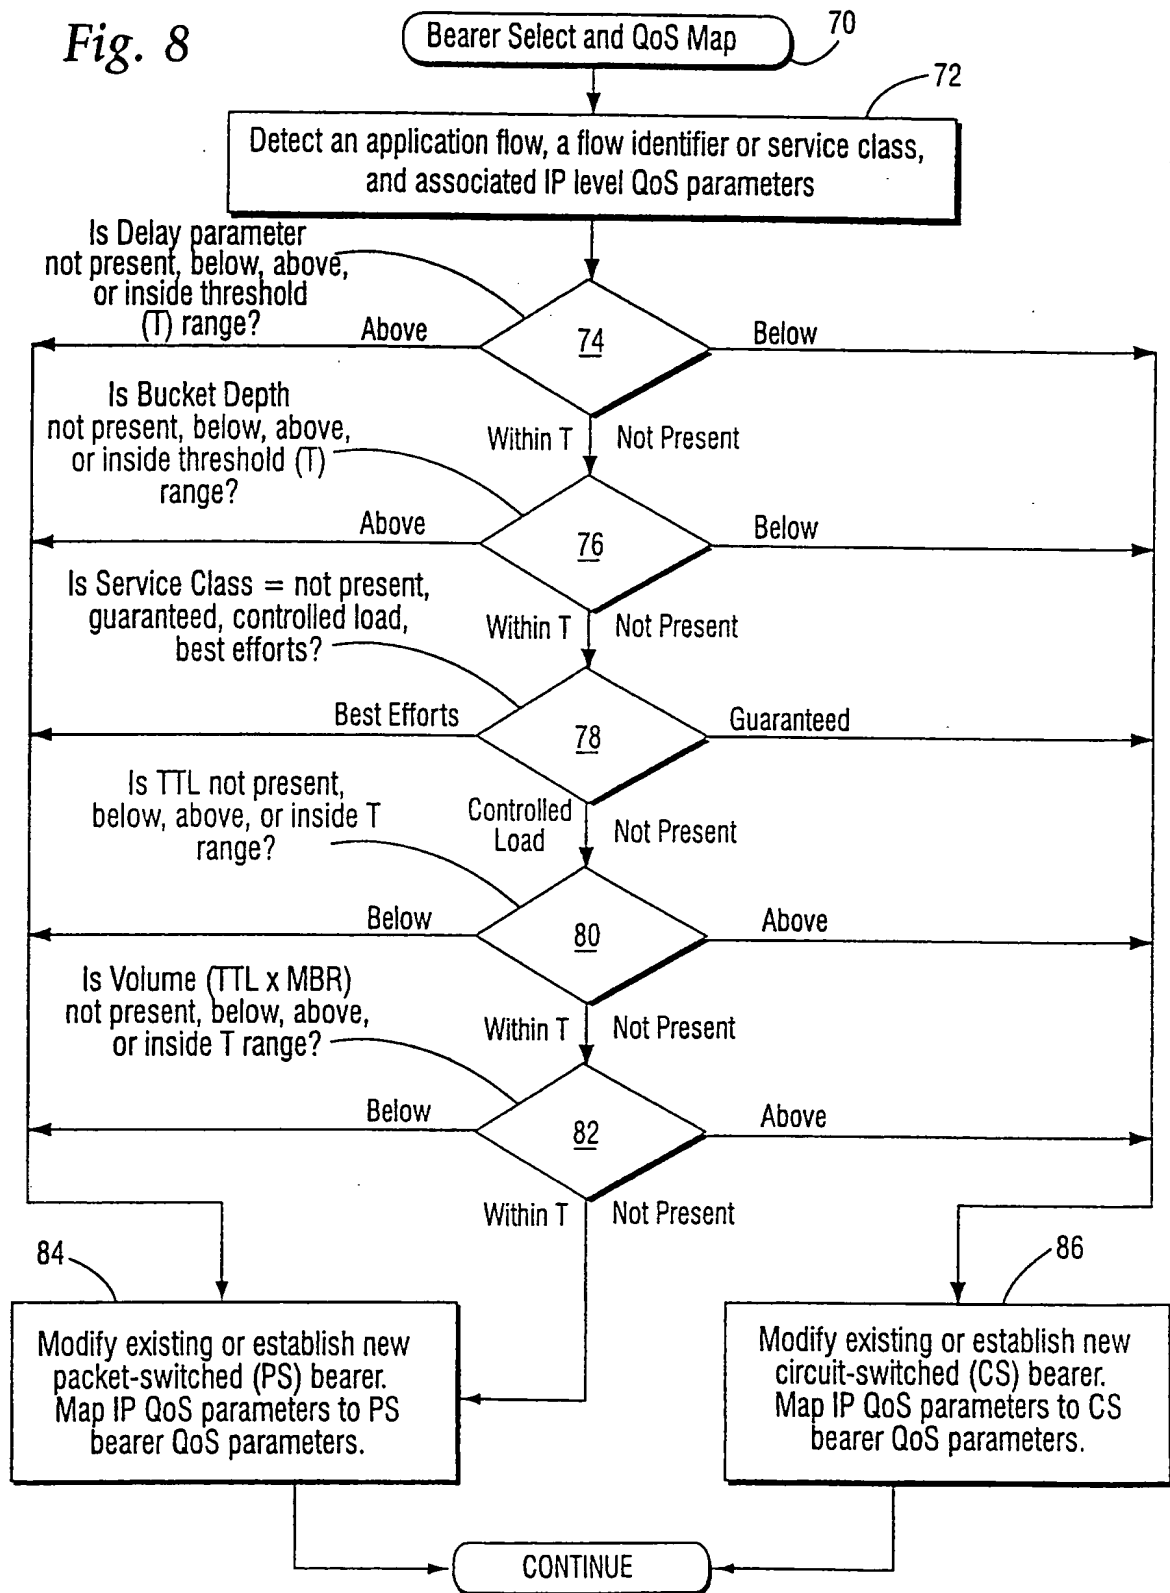 Fig. 8
Bearer Select and QoS Map
70
72
Detect an application flow, a flow identifier or service class,
and associated IP level QoS parameters
Is Delay parameter
not present, below, above,
or inside threshold
(T) range?
Above
74
Below
Within T
Not Present
Is Bucket Depth
not present, below, above,
or inside threshold (T)
range?
Above
76
Below
Within T
Not Present
Is Service Class = not present,
guaranteed, controlled load,
best efforts?
Best Efforts
78
Guaranteed
Controlled
Load
Not Present
Is TTL not present,
below, above, or inside T
range?
Below
80
Above
Within T
Not Present
Is Volume (TTL x MBR)
not present, below, above,
or inside T range?
Below
82
Above
Within T
Not Present
84
Modify existing or establish new
packet-switched (PS) bearer.
Map IP QoS parameters to PS
bearer QoS parameters.
86
Modify existing or establish new
circuit-switched (CS) bearer.
Map IP QoS parameters to CS
bearer QoS parameters.
CONTINUE